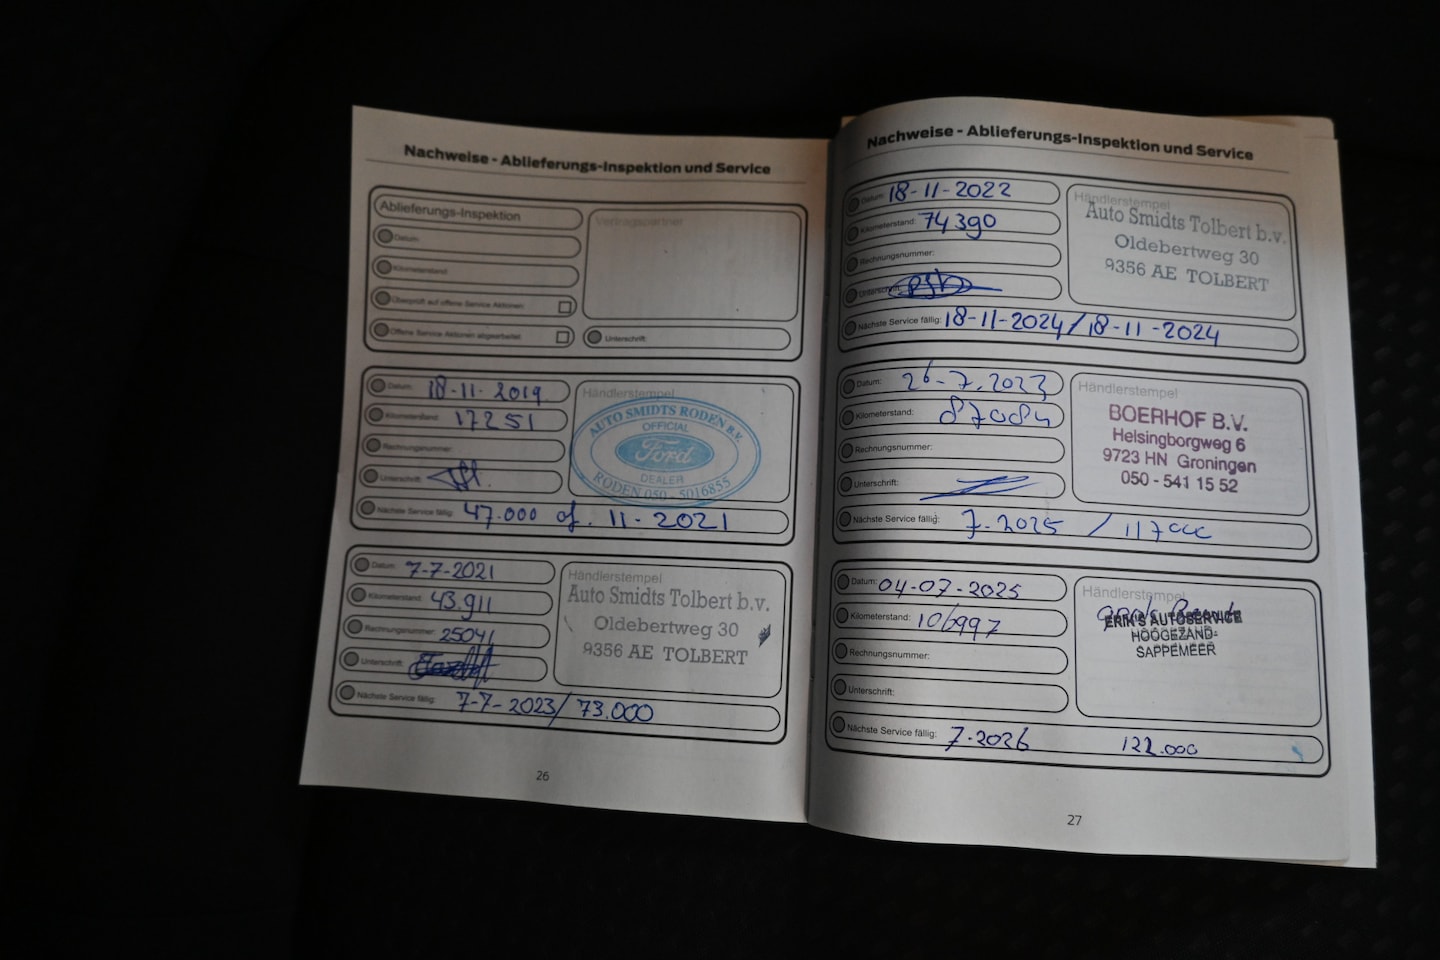 Nachweise - Ablieferungs-Inspektion und Service
Ablieferungs-Inspektion
Datum:
Kilometerstand:
Überprüft auf offene Service Aktionen:
Offene Service Aktionen abgearbeitet:
Vertragspartner
Unterschrift:
Datum: 18-11-2019
Kilometerstand: 17251
Rechnungsnummer:
Unterschrift:
Nächste Service fällig: 47.000 of. 11-2021
Händlerstempel
AUTO SMIDTS RODEN B.V.
OFFICIAL
Ford
DEALER
RODEN 050 - 5016855
Datum: 7-7-2021
Kilometerstand: 43.911
Rechnungsnummer: 25041
Unterschrift:
Nächste Service fällig: 7-7-2023/73.000
Händlerstempel
Auto Smidts Tolbert b.v.
Oldebertweg 30
9356 AE TOLBERT
26
Nachweise - Ablieferungs-Inspektion und Service
Datum: 18-11-2022
Kilometerstand: 74390
Rechnungsnummer:
Unterschrift:
Nächste Service fällig: 18-11-2024/18-11-2024
Händlerstempel
Auto Smidts Tolbert b.v.
Oldebertweg 30
9356 AE TOLBERT
Datum: 26-7.2023
Kilometerstand: 87084
Rechnungsnummer:
Unterschrift:
Nächste Service fällig: 7.2025 / 117000
Händlerstempel
BOERHOF B.V.
Helsingborgweg 6
9723 HN Groningen
050 - 541 15 52
Datum: 04-07-2025
Kilometerstand:
Rechnungsnummer:
Unterschrift:
Nächste Service fällig: 7-2026 122.000
Händlerstempel
ERIK'S AUTOSERVICE
HOOGEZAND-
SAPPEMEER
27